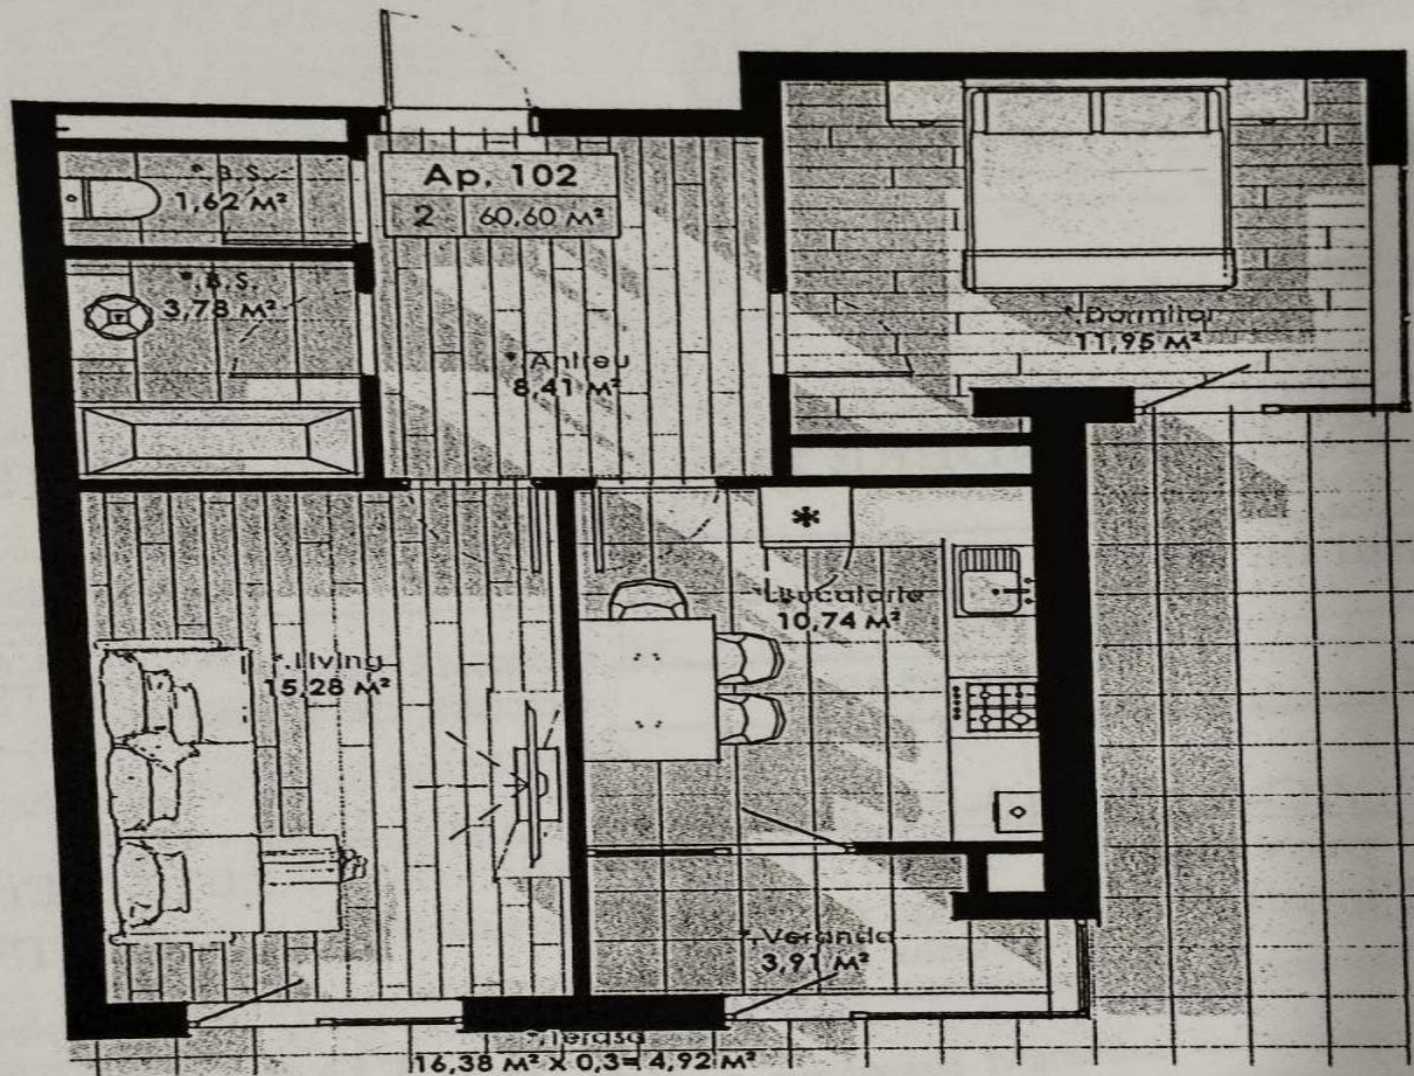 Ap. 102
2 60,60 M²
*.B.S.
1,62 M²
*.B.S.
3,78 M²
*.Antreu
8,41 M²
*.Dormitor
11,95 M²
*.Bucatarie
10,74 M²
*.Living
15,28 M²
*.Veranda
3,91 M²
*.Terasa
16,38 M² X 0,3= 4,92 M²